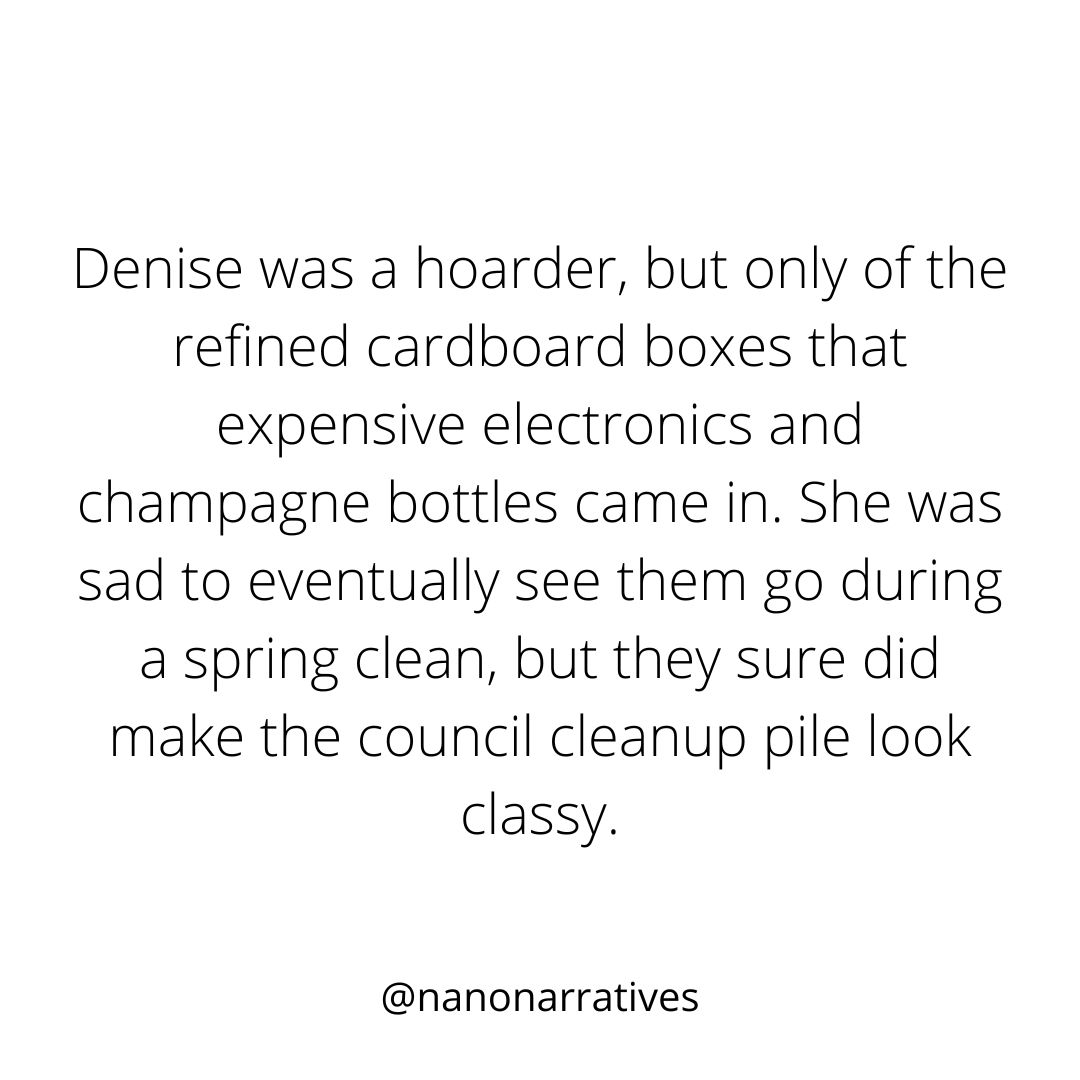 Denise was a hoarder, but only of the
refined cardboard boxes that
expensive electronics and
champagne bottles came in. She was
sad to eventually see them go during
a spring clean, but they sure did
make the council cleanup pile look
classy.
@nanonarratives